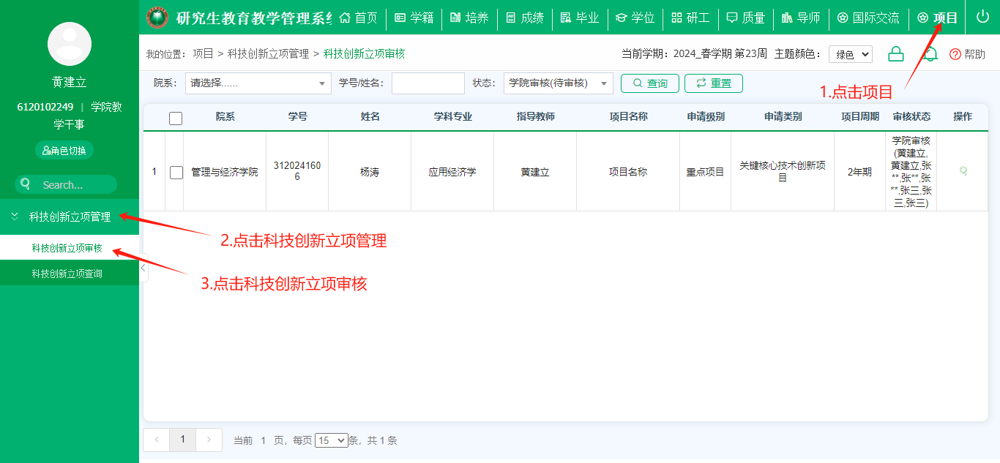 研究生教育教学管理系统 首页 学籍 培养 成绩 毕业 学位 研工 质量 导师 国际交流 项目
黄建立
6120102249 | 学院教
学干事
角色切换
Search...
科技创新立项管理
科技创新立项审核
科技创新立项查询
我的位置: 项目 > 科技创新立项管理 > 科技创新立项审核
当前学期: 2024_春学期 第23周 主题颜色: 绿色 帮助
院系: 请选择...... 学号/姓名: 状态: 学院审核(待审核) 查询 重置
1.点击项目
院系 学号 姓名 学科专业 指导教师 项目名称 申请级别 申请类别 项目周期 审核状态 操作
1 管理与经济学院
312024160
6
杨涛 应用经济学 黄建立 项目名称 重点项目
关键核心技术创新项
目
2年期
学院审核
(黄建立,
黄建立,张
**,张**,张
**,张三,张
三,张三)
2.点击科技创新立项管理
3.点击科技创新立项审核
< 1 > 当前 1 页, 每页 15 条, 共 1 条